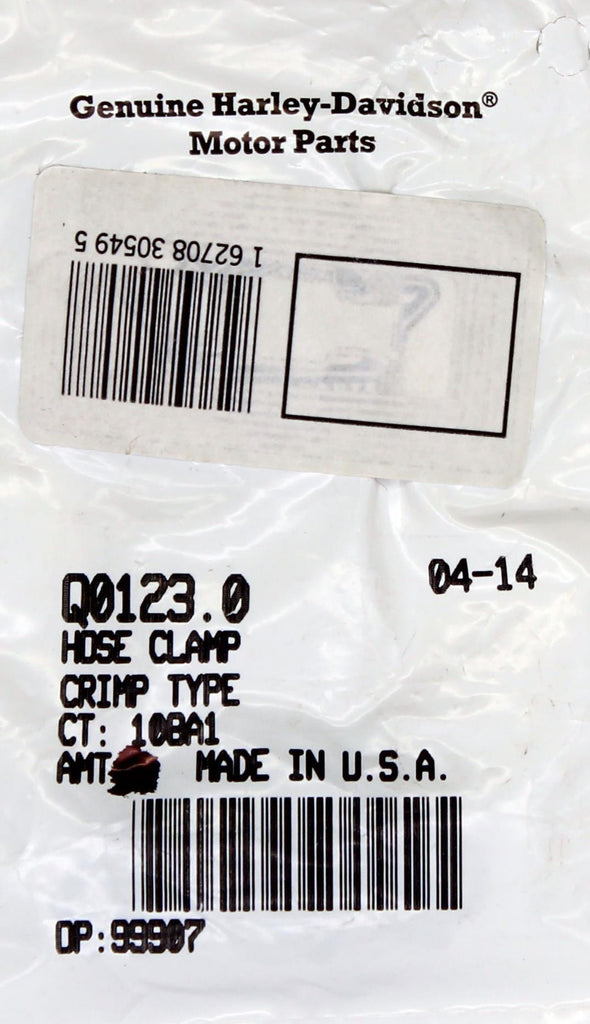 Genuine Harley-Davidson®
Motor Parts
1 62708 30549 5
Q0123.0
04-14
HOSE CLAMP
CRIMP TYPE
CT: 10BA1
AMT MADE IN U.S.A.
OP:99907